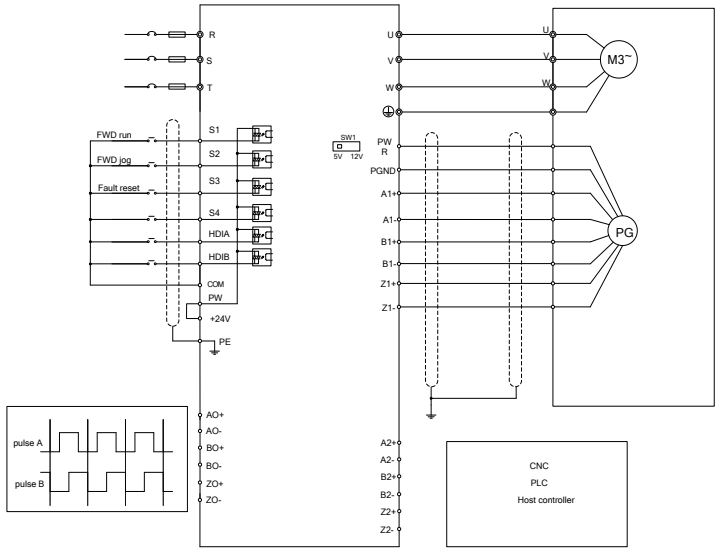 R
S
T
FWD run
FWD jog
Fault reset
S1
S2
S3
S4
HDIA
HDIB
COM
PW
+24V
PE
AO+
AO-
BO+
BO-
ZO+
ZO-
pulse A
pulse B
SW1
5V 12V
U
V
W
PW
R
PGND
A1+
A1-
B1+
B1-
Z1+
Z1-
A2+
A2-
B2+
B2-
Z2+
Z2-
U
V
W
M3~
PG
CNC
PLC
Host controller